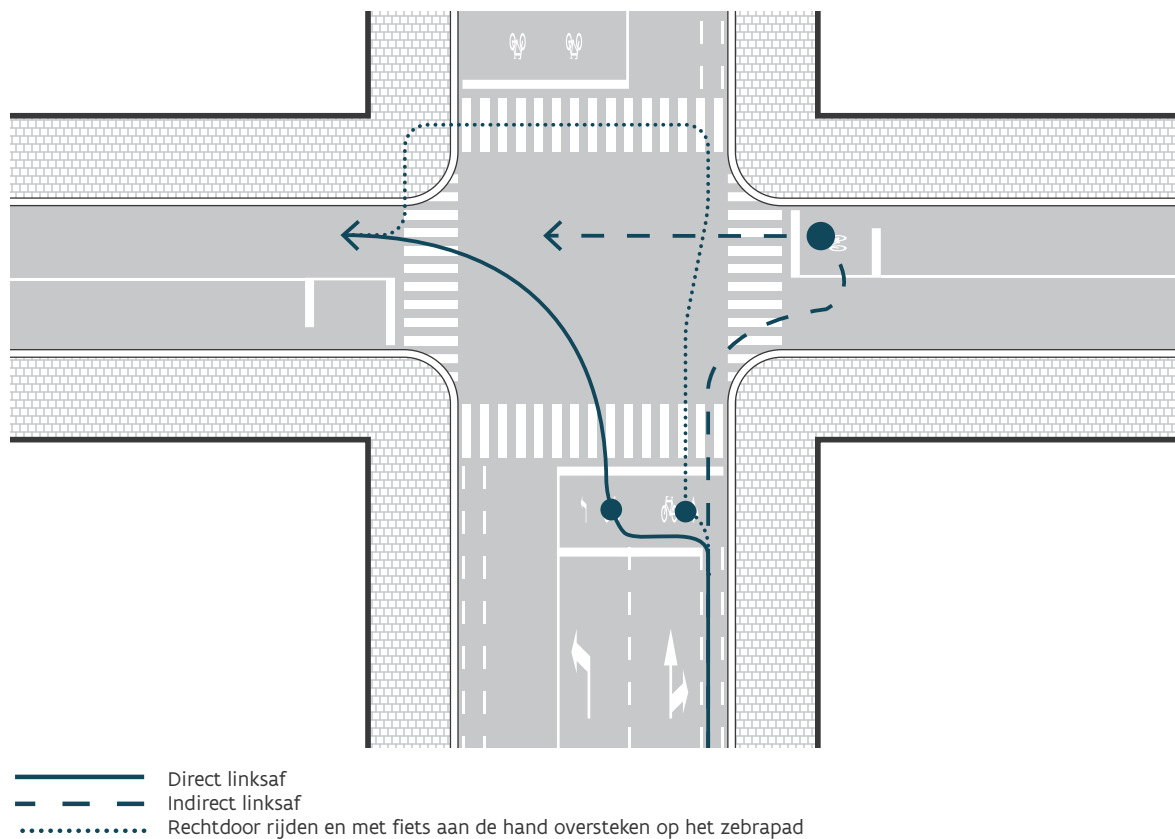 Direct linksaf
Indirect linksaf
Rechtdoor rijden en met fiets aan de hand oversteken op het zebrapad